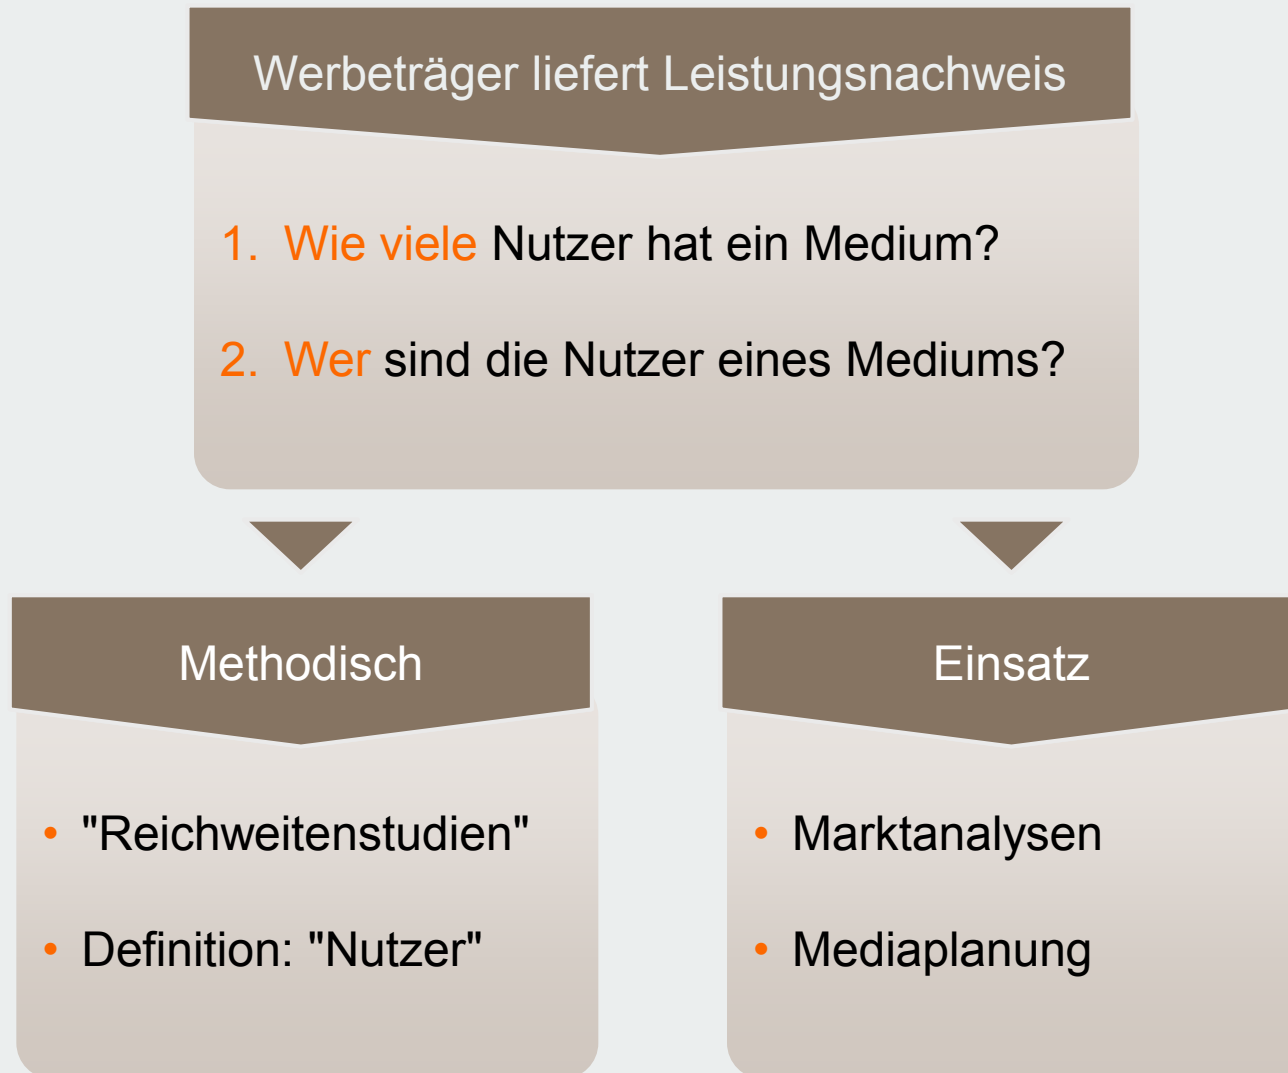 Werbeträger liefert Leistungsnachweis
1. Wie viele Nutzer hat ein Medium?
2. Wer sind die Nutzer eines Mediums?
Methodisch
• "Reichweitenstudien"
• Definition: "Nutzer"
Einsatz
• Marktanalysen
• Mediaplanung